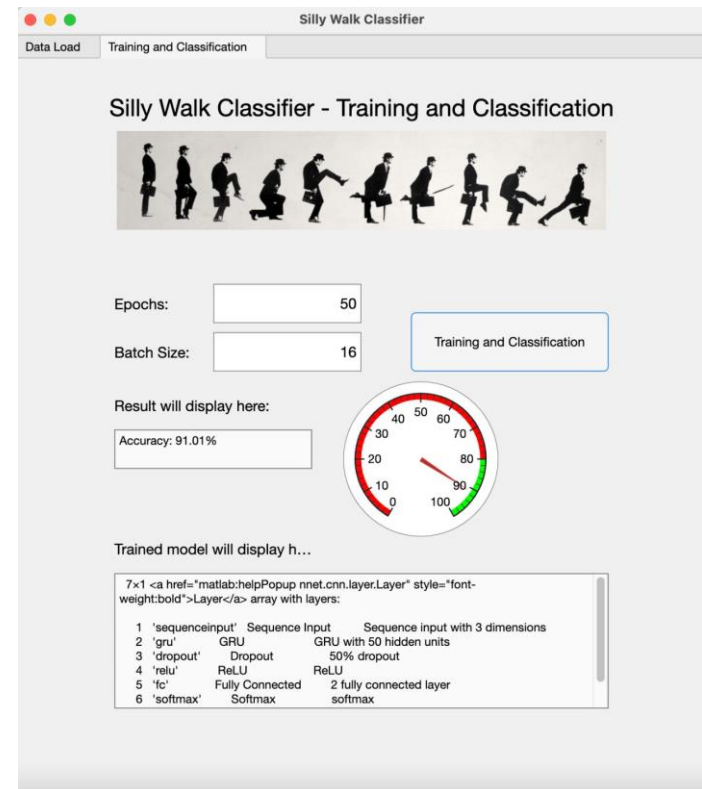 Silly Walk Classifier
Data Load Training and Classification
Silly Walk Classifier - Training and Classification
Epochs: 50
Training and Classification
Batch Size: 16
Result will display here:
Accuracy: 91.01%
0 10 20 30 40 50 60 70 80 90 100
Trained model will display h...
7×1 <a href="matlab:helpPopup nnet.cnn.layer.Layer" style="font-
weight:bold">Layer</a> array with layers:
1 'sequenceinput' Sequence Input Sequence input with 3 dimensions
2 'gru' GRU GRU with 50 hidden units
3 'dropout' Dropout 50% dropout
4 'relu' ReLU ReLU
5 'fc' Fully Connected 2 fully connected layer
6 'softmax' Softmax softmax